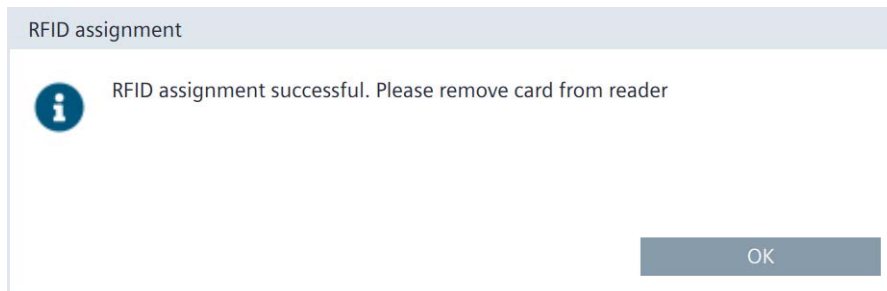 RFID assignment
RFID assignment successful. Please remove card from reader
OK